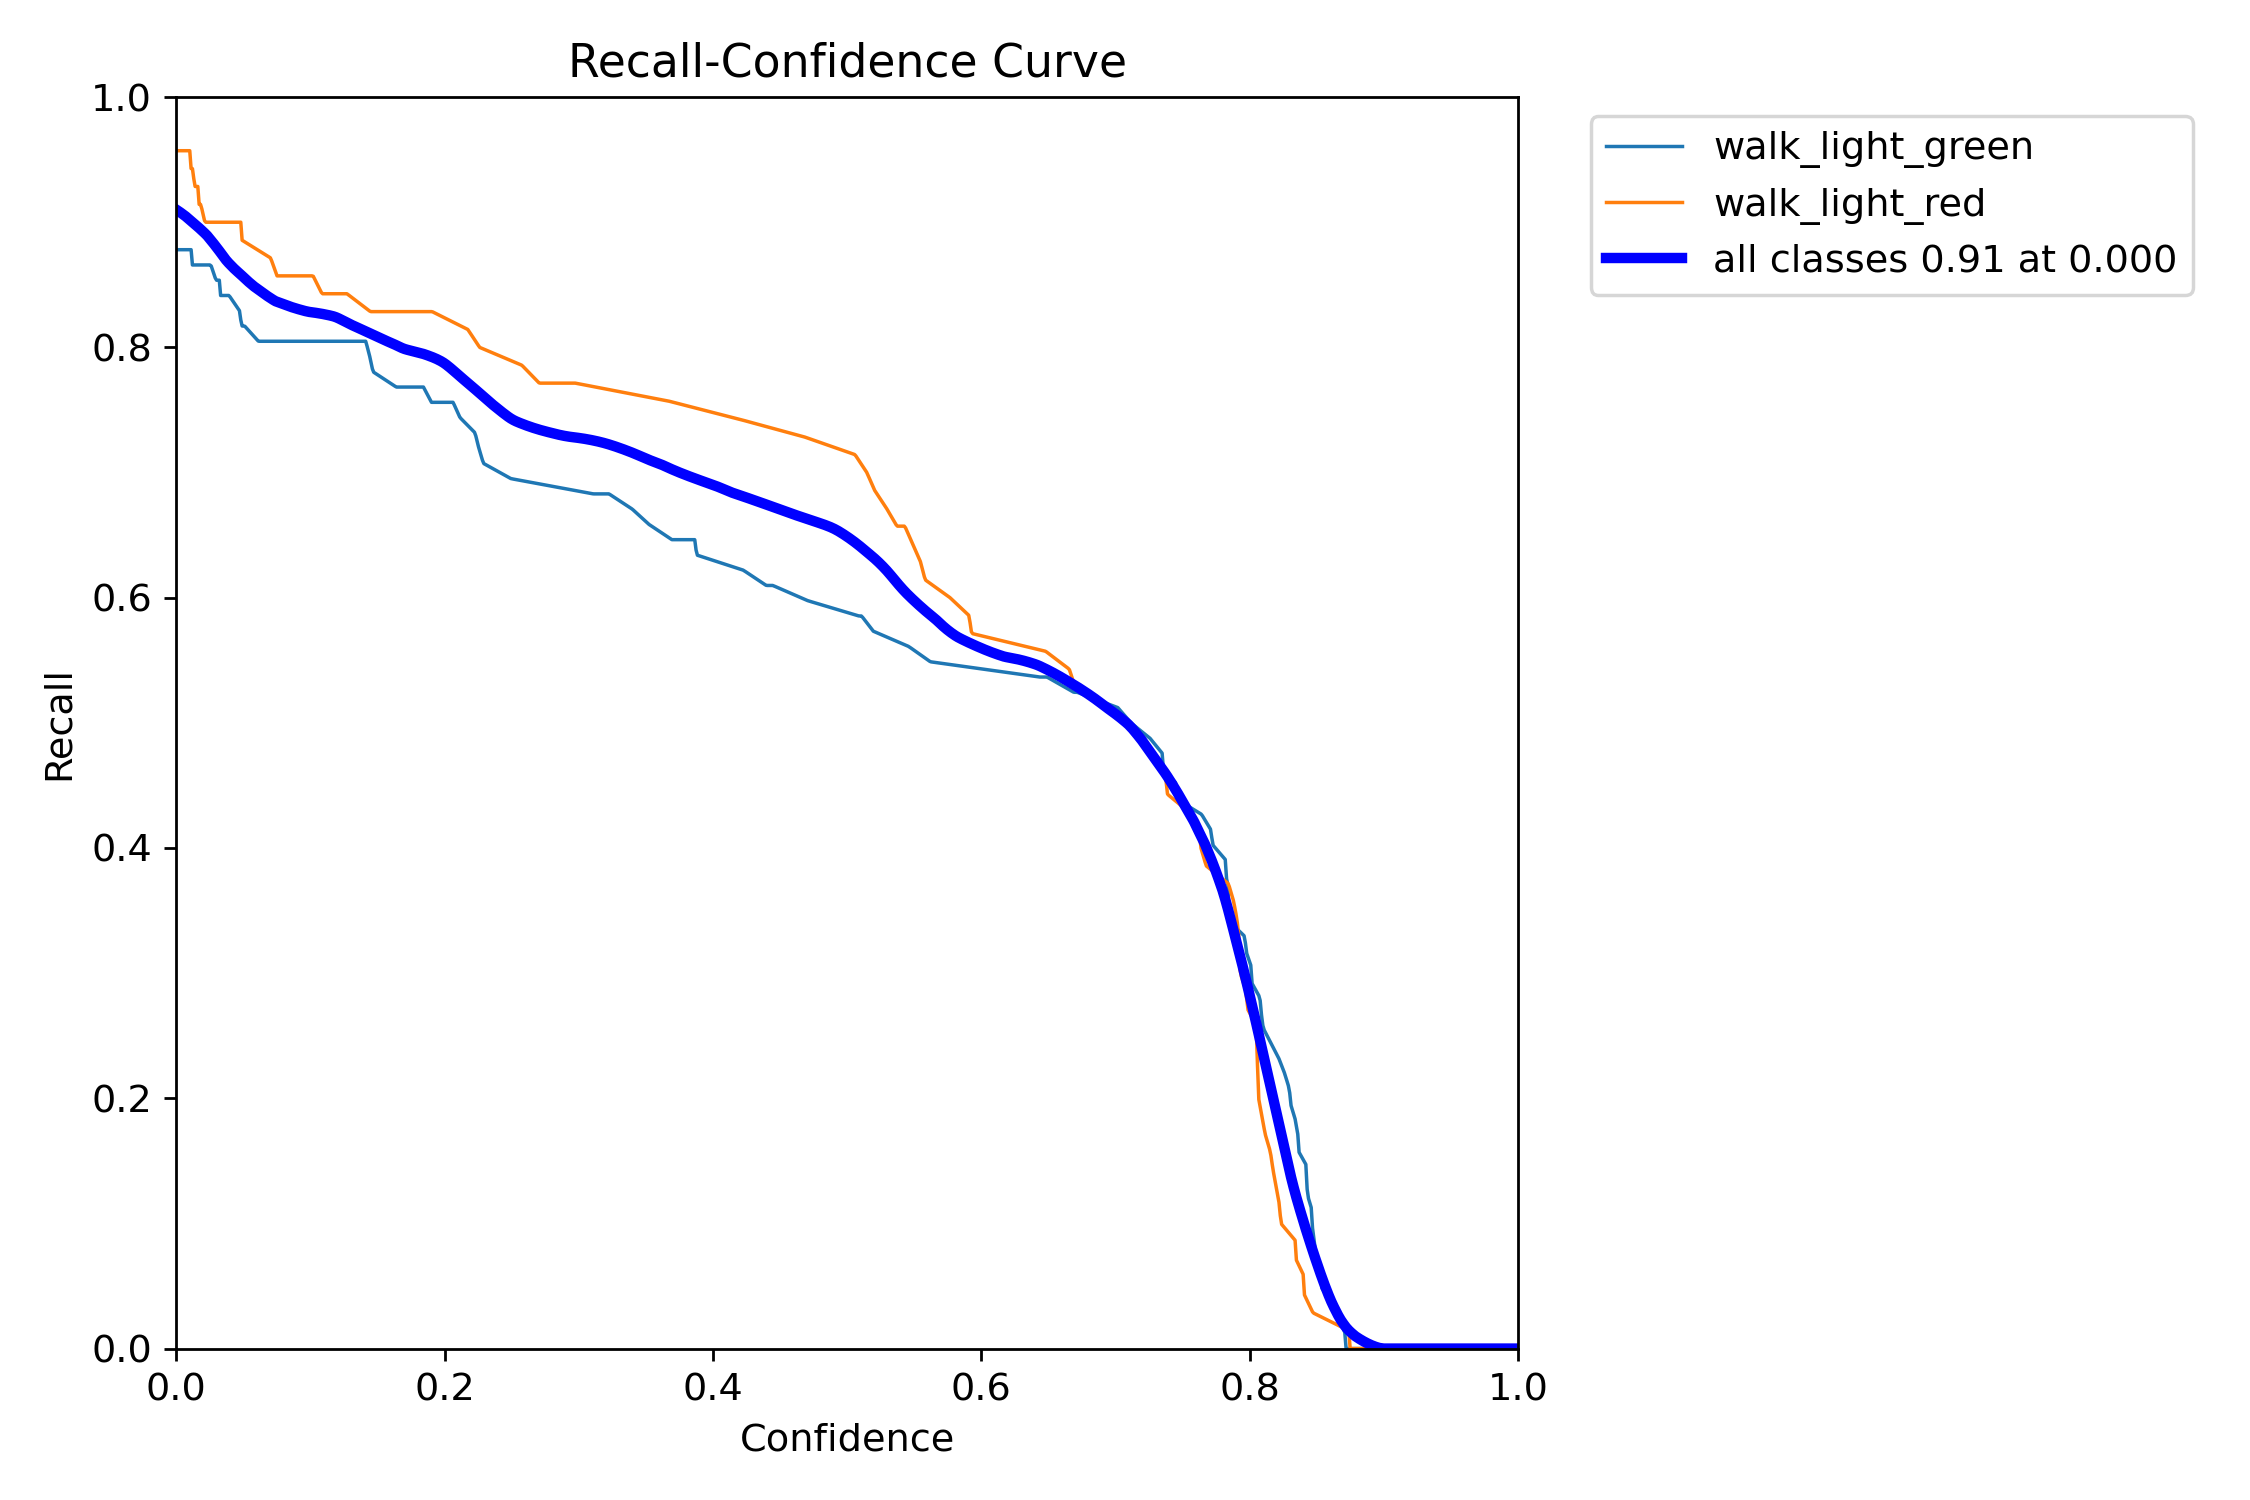 Recall-Confidence Curve
1.0
0.8
0.6
0.4
0.2
0.0
Recall
0.0 0.2 0.4 0.6 0.8 1.0
Confidence
walk_light_green
walk_light_red
all classes 0.91 at 0.000